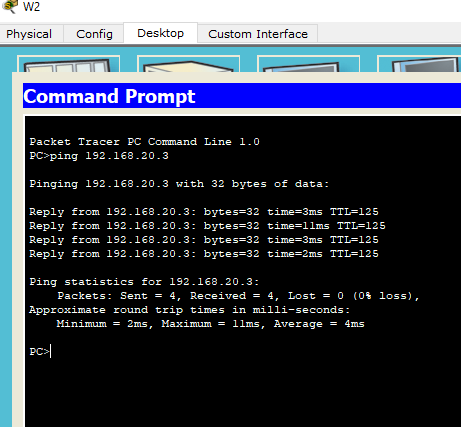 W2
Physical Config Desktop Custom Interface
Command Prompt
Packet Tracer PC Command Line 1.0
PC>ping 192.168.20.3
Pinging 192.168.20.3 with 32 bytes of data:
Reply from 192.168.20.3: bytes=32 time=3ms TTL=125
Reply from 192.168.20.3: bytes=32 time=11ms TTL=125
Reply from 192.168.20.3: bytes=32 time=3ms TTL=125
Reply from 192.168.20.3: bytes=32 time=2ms TTL=125
Ping statistics for 192.168.20.3:
Packets: Sent = 4, Received = 4, Lost = 0 (0% loss),
Approximate round trip times in milli-seconds:
Minimum = 2ms, Maximum = 11ms, Average = 4ms
PC>